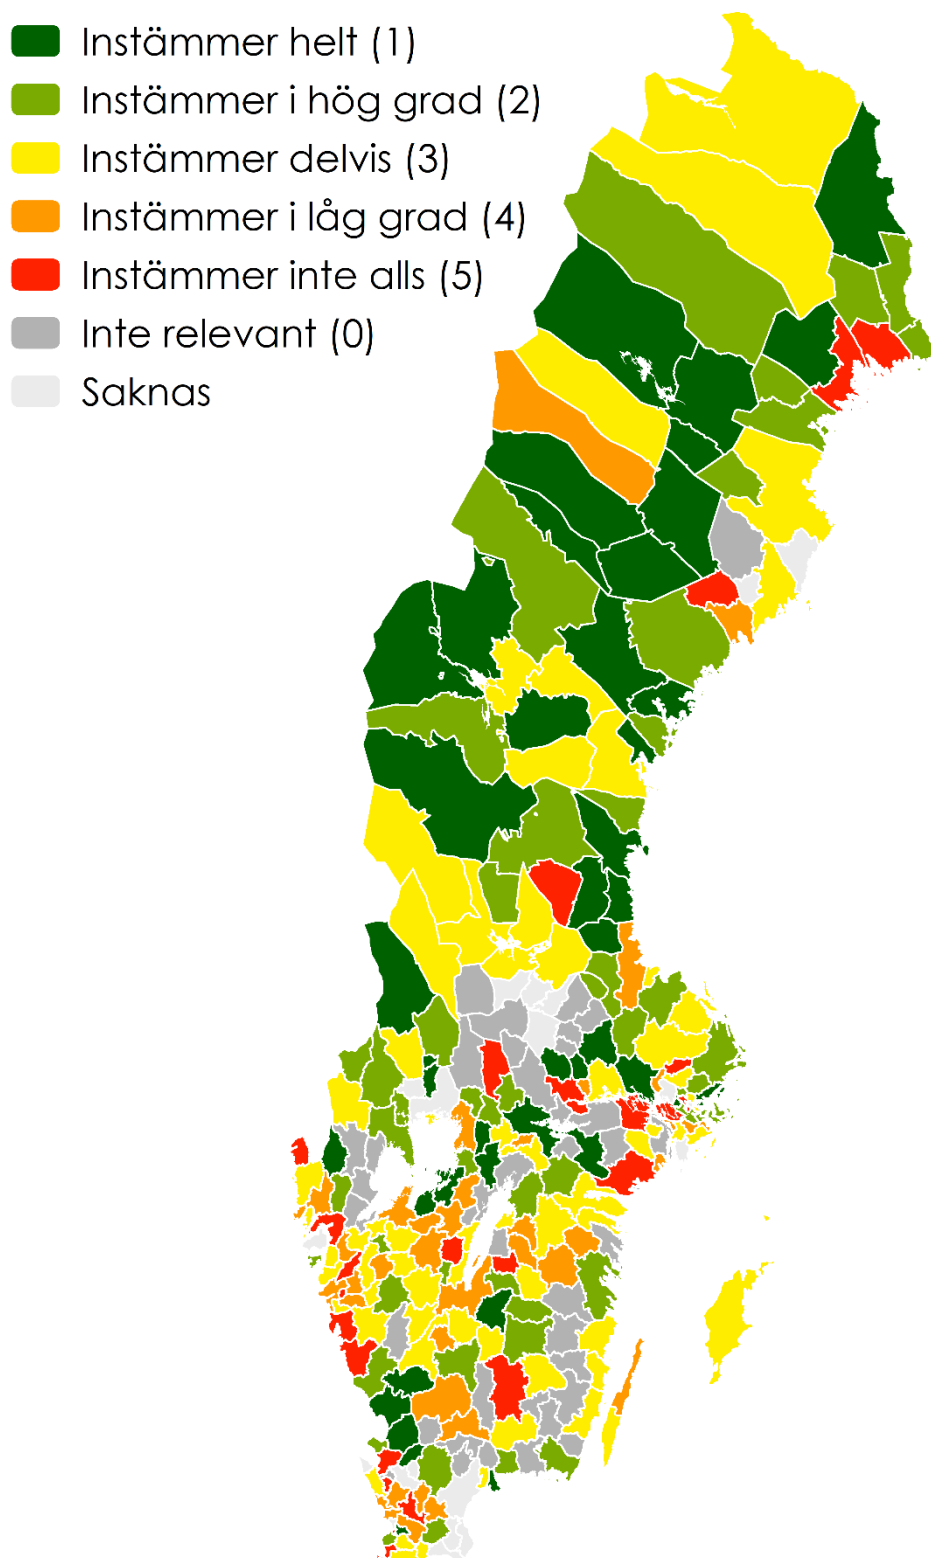 Instämmer helt (1)
Instämmer i hög grad (2)
Instämmer delvis (3)
Instämmer i låg grad (4)
Instämmer inte alls (5)
Inte relevant (0)
Saknas